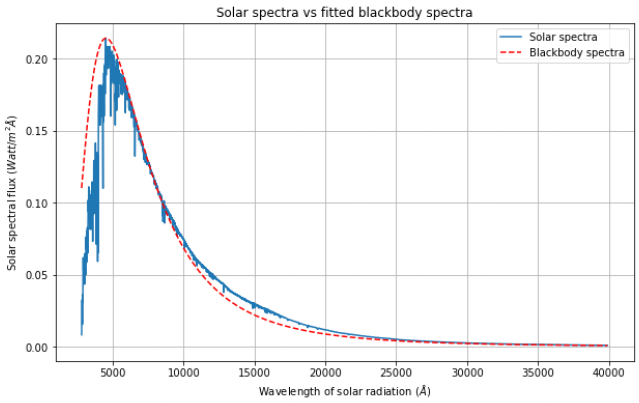 Solar spectra vs fitted blackbody spectra
Solar spectra
Blackbody spectra
Solar spectral flux (Watt/m²Å)
0.20
0.15
0.10
0.05
0.00
5000 10000 15000 20000 25000 30000 35000 40000
Wavelength of solar radiation (Å)